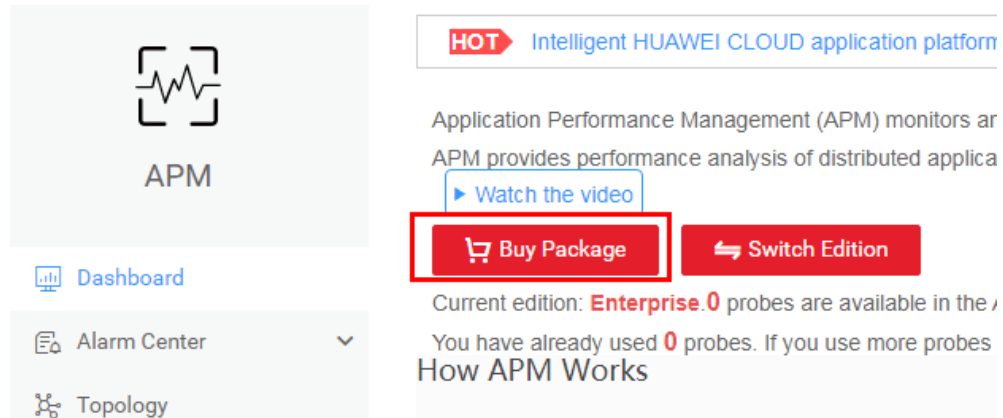 APM
Dashboard
Alarm Center
Topology
HOT Intelligent HUAWEI CLOUD application platform
Application Performance Management (APM) monitors
APM provides performance analysis of distributed
Watch the video
Buy Package
Switch Edition
Current edition: Enterprise.0 probes are available in the
You have already used 0 probes. If you use more probes
How APM Works